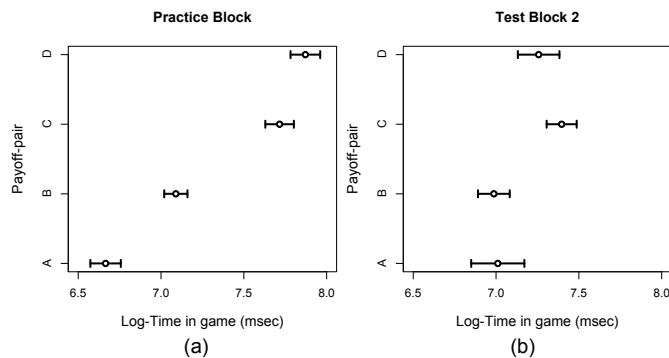 Practice Block
Payoff-pair
D
C
B
A
6.5 7.0 7.5 8.0
Log-Time in game (msec)
(a)
Test Block 2
Payoff-pair
D
C
B
A
6.5 7.0 7.5 8.0
Log-Time in game (msec)
(b)